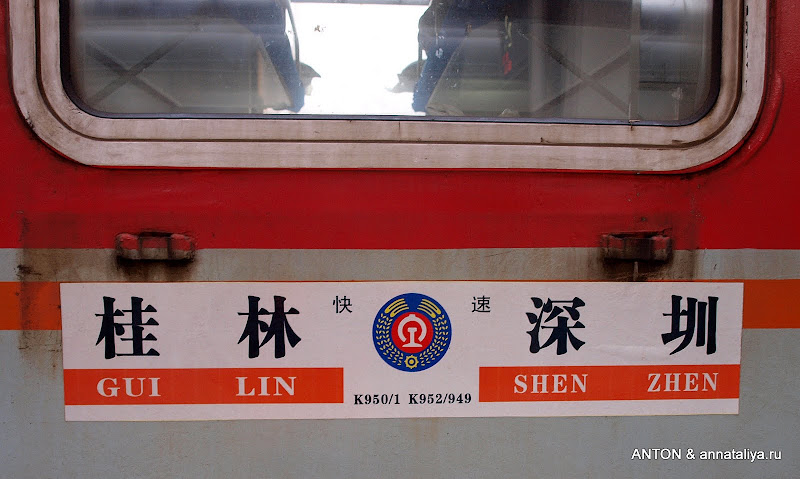 桂林 快速 深圳
GUI LIN SHEN ZHEN
K950/1 K952/949
ANTON & annataliya.ru